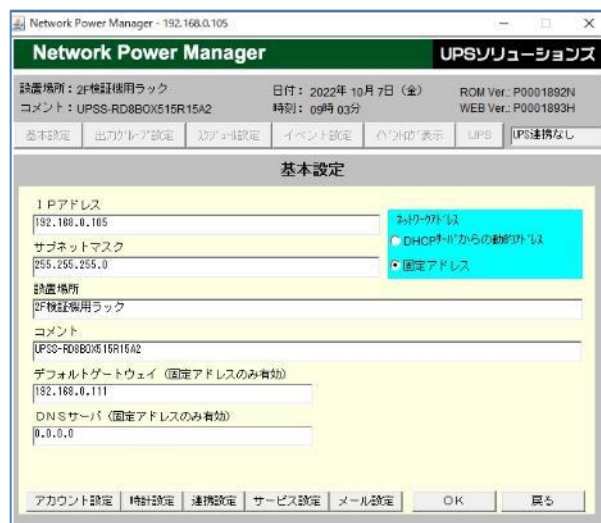 Network Power Manager - 192.168.0.105
Network Power Manager UPSソリューションズ
設置場所：2F検証機用ラック 日付：2022年 10月 7日（金） ROM Ver.：P0001892N
コメント：UPSS-RD8BOX515R15A2 時刻：09時 03分 WEB Ver.：P0001893H
基本設定 出力グループ設定 スケジュール設定 イベント設定 イベントログ表示 UPS UPS連携なし
基本設定
ＩＰアドレス
192.168.0.105
サブネットマスク
255.255.255.0
ネットワークアドレス
DHCPサーバからの動的アドレス
固定アドレス
設置場所
2F検証機用ラック
コメント
UPSS-RD8BOX515R15A2
デフォルトゲートウェイ（固定アドレスのみ有効）
192.168.0.111
ＤＮＳサーバ（固定アドレスのみ有効）
0.0.0.0
アカウント設定 時計設定 連携設定 サービス設定 メール設定 ＯＫ 戻る